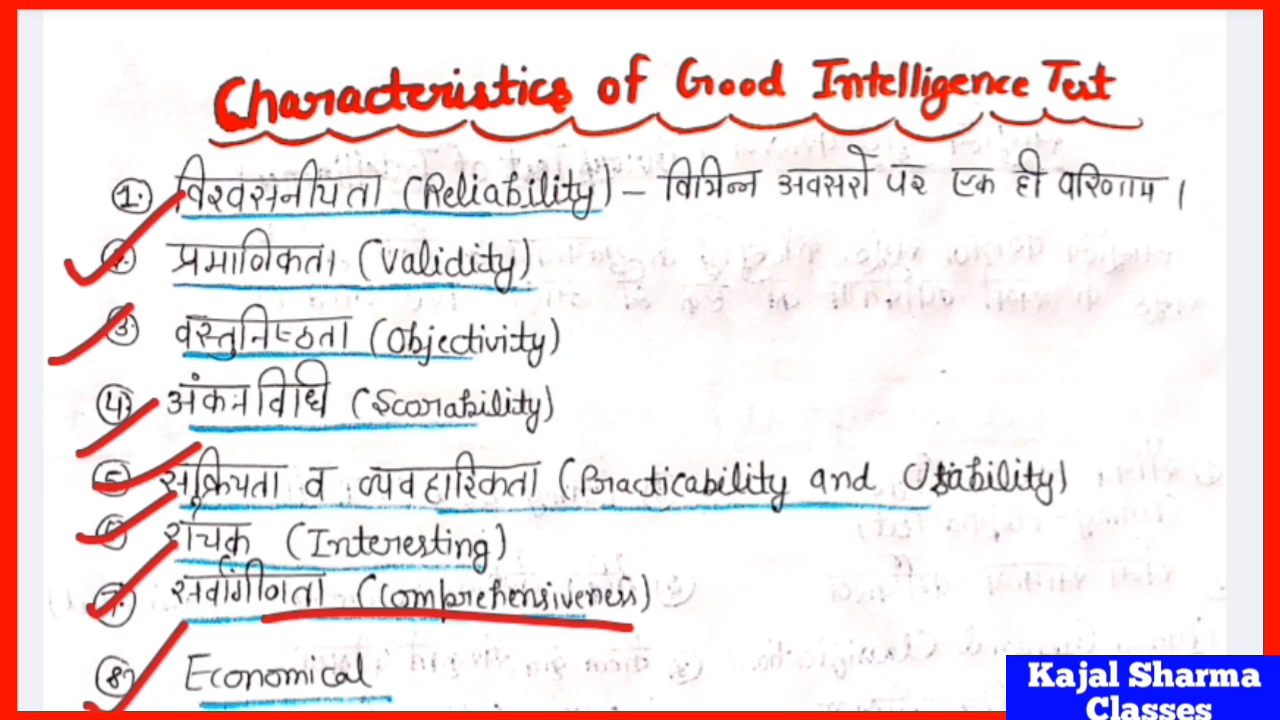 Characteristics of Good Intelligence Test
1. विश्वसनीयता (Reliability) - विभिन्न अवसरों पर एक ही परिणाम ।
प्रमाणिकता (Validity)
3 वस्तुनिष्ठता (Objectivity)
4 अंकन विधि (Scorability)
5 सक्रियता व व्यवहारिकता (Practicability and Usability)
6 रोचक (Interesting)
7. सर्वांगीणता (Comprehensiveness)
8 Economical
Kajal Sharma
Classes